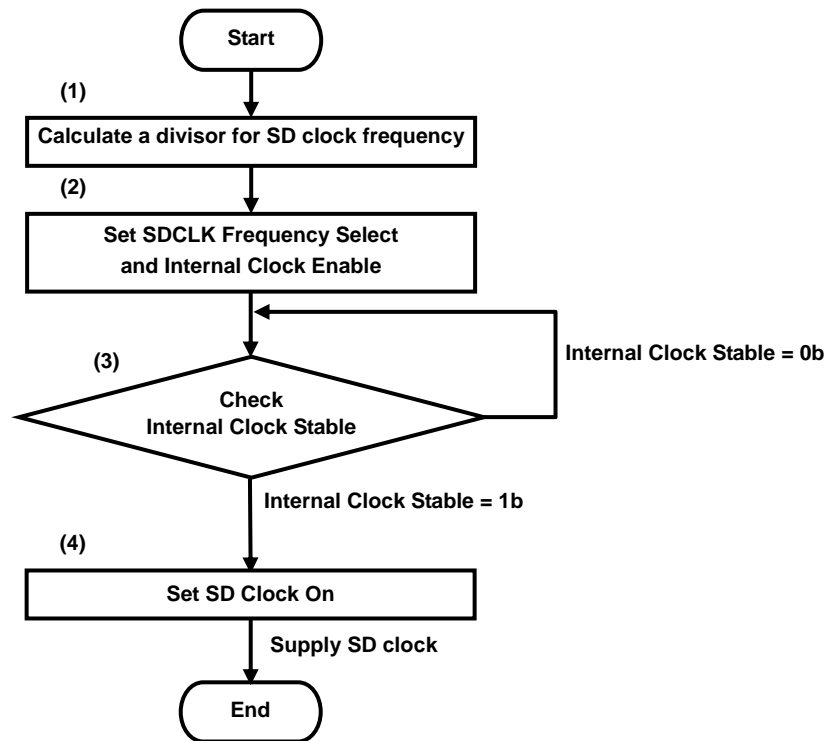 Start
(1)
Calculate a divisor for SD clock frequency
(2)
Set SDCLK Frequency Select
and Internal Clock Enable
Internal Clock Stable = 0b
(3)
Check
Internal Clock Stable
Internal Clock Stable = 1b
(4)
Set SD Clock On
Supply SD clock
End